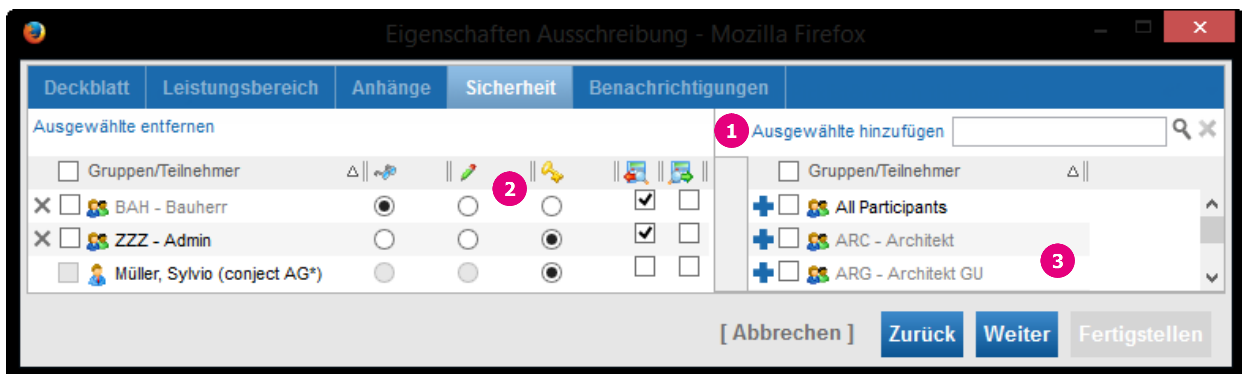 Eigenschaften Ausschreibung - Mozilla Firefox
Deckblatt Leistungsbereich Anhänge Sicherheit Benachrichtigungen
Ausgewählte entfernen
1 Ausgewählte hinzufügen
Gruppen/Teilnehmer
2
BAH - Bauherr
ZZZ - Admin
Müller, Sylvio (conject AG*)
Gruppen/Teilnehmer
All Participants
ARC - Architekt
ARG - Architekt GU
3
[ Abbrechen ] Zurück Weiter Fertigstellen